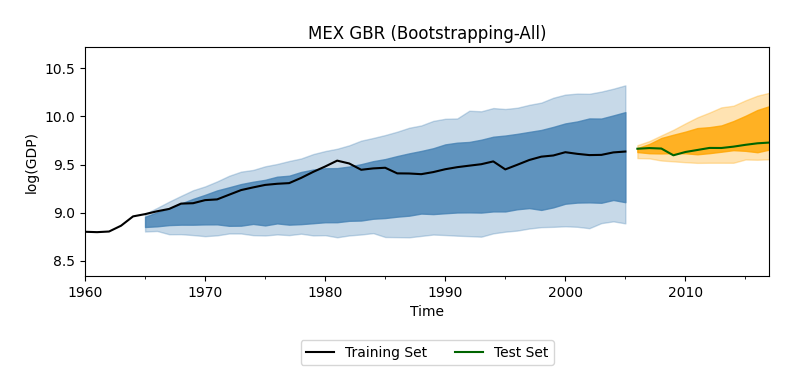 MEX GBR (Bootstrapping-All)
log(GDP)
10.5
10.0
9.5
9.0
8.5
1960 1970 1980 1990 2000 2010
Time
Training Set Test Set